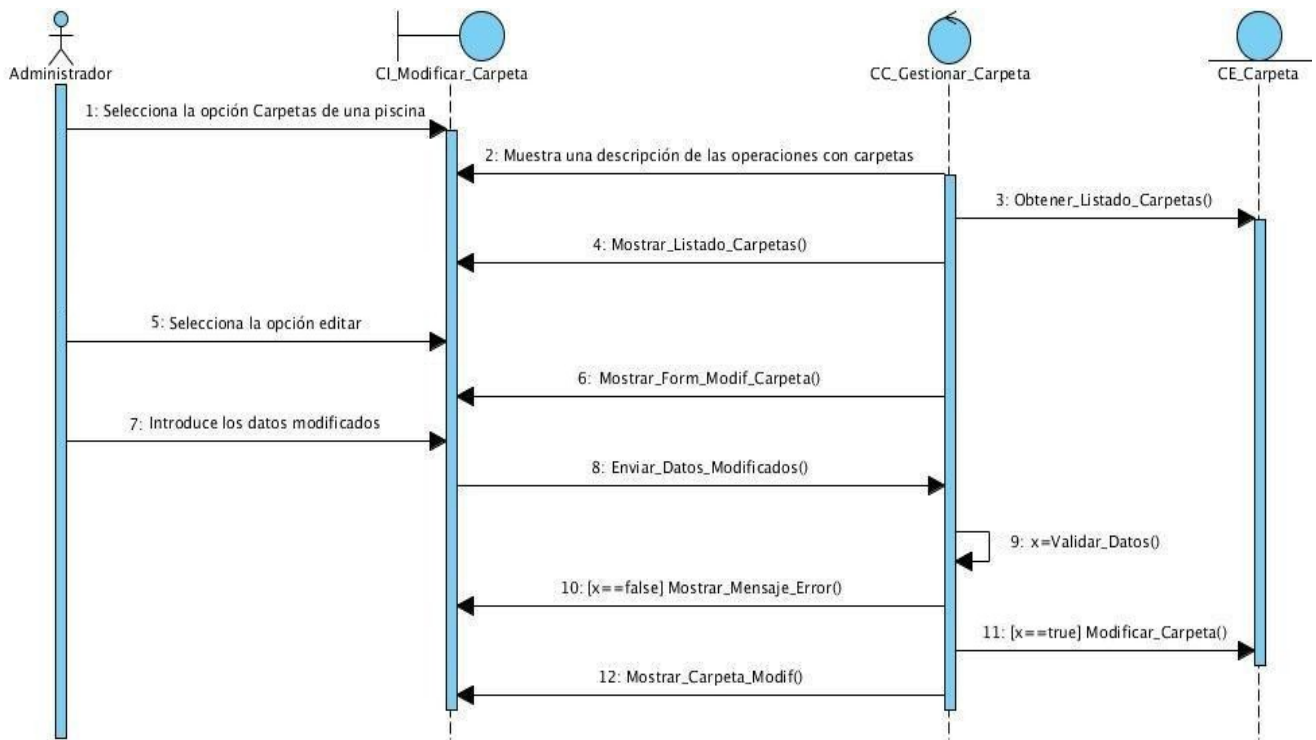 Administrador
CI_Modificar_Carpeta
CC_Gestionar_Carpeta
CE_Carpeta
1: Selecciona la opción Carpetas de una piscina
2: Muestra una descripción de las operaciones con carpetas
3: Obtener_Listado_Carpetas()
4: Mostrar_Listado_Carpetas()
5: Selecciona la opción editar
6: Mostrar_Form_Modif_Carpeta()
7: Introduce los datos modificados
8: Enviar_Datos_Modificados()
9: x=Validar_Datos()
10: [x==false] Mostrar_Mensaje_Error()
11: [x==true] Modificar_Carpeta()
12: Mostrar_Carpeta_Modif()